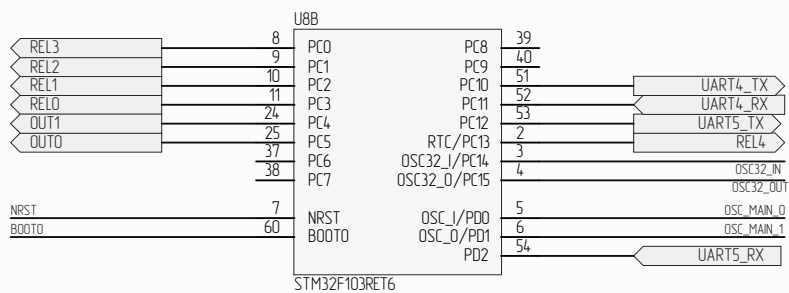 U8B
REL3 8 PC0 PC8 39
REL2 9 PC1 PC9 40
REL1 10 PC2 PC10 51 UART4_TX
REL0 11 PC3 PC11 52 UART4_RX
OUT1 24 PC4 PC12 53 UART5_TX
OUT0 25 PC5 RTC/PC13 2 REL4
37 PC6 OSC32_I/PC14 3 OSC32_IN
38 PC7 OSC32_O/PC15 4 OSC32_OUT
NRST 7 NRST OSC_I/PD0 5 OSC_MAIN_0
BOOT0 60 BOOT0 OSC_O/PD1 6 OSC_MAIN_1
PD2 54 UART5_RX
STM32F103RET6